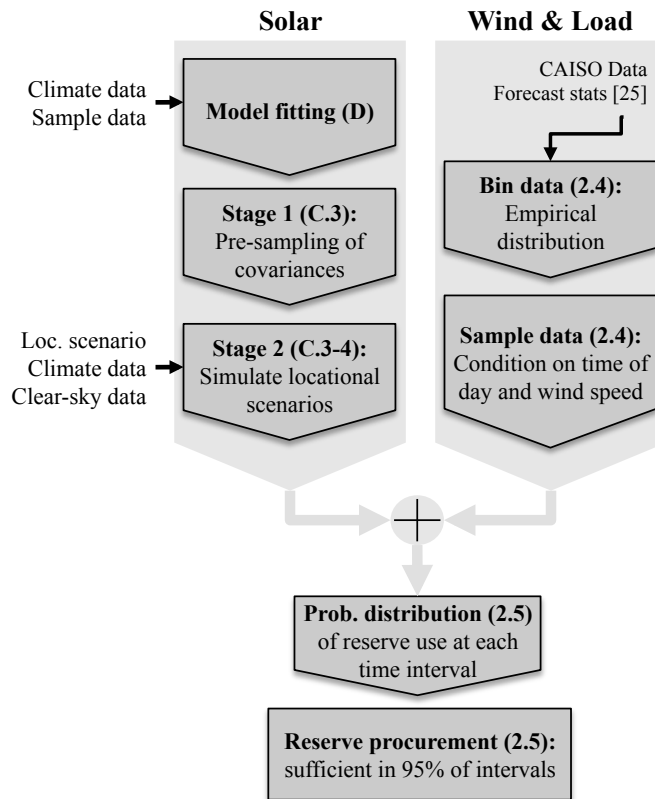 Solar
Climate data
Sample data
Model fitting (D)
Stage 1 (C.3):
Pre-sampling of
covariances
Loc. scenario
Climate data
Clear-sky data
Stage 2 (C.3-4):
Simulate locational
scenarios
Wind & Load
CAISO Data
Forecast stats [25]
Bin data (2.4):
Empirical
distribution
Sample data (2.4):
Condition on time of
day and wind speed
Prob. distribution (2.5)
of reserve use at each
time interval
Reserve procurement (2.5):
sufficient in 95% of intervals